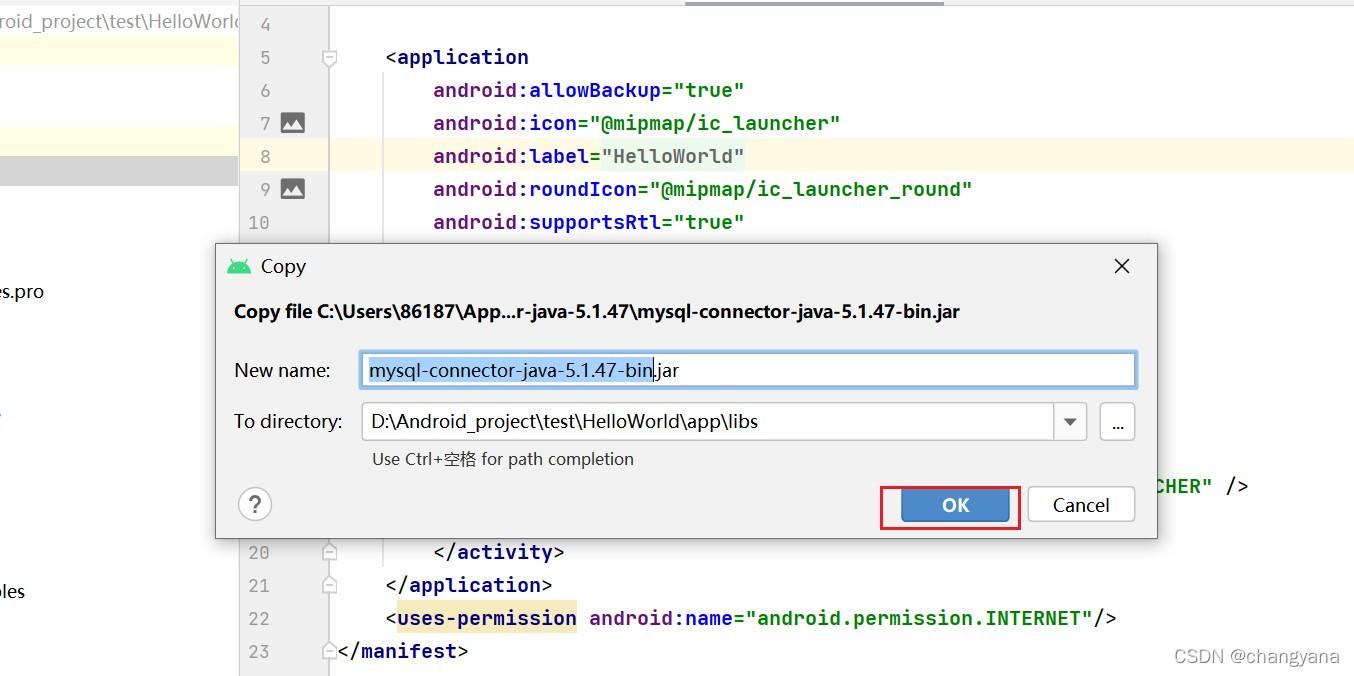 roid_project\test\HelloWorld
4
5 <application
6 android:allowBackup="true"
7 android:icon="@mipmap/ic_launcher"
8 android:label="HelloWorld"
9 android:roundIcon="@mipmap/ic_launcher_round"
10 android:supportsRtl="true"
Copy
es.pro
Copy file C:\Users\86187\App...r-java-5.1.47\mysql-connector-java-5.1.47-bin.jar
New name: mysql-connector-java-5.1.47-bin.jar
To directory: D:\Android_project\test\HelloWorld\app\libs ...
Use Ctrl+空格 for path completion
CHER" />
? OK Cancel
20 </activity>
21 </application>
les
22 <uses-permission android:name="android.permission.INTERNET"/>
23 </manifest>
CSDN @changyana